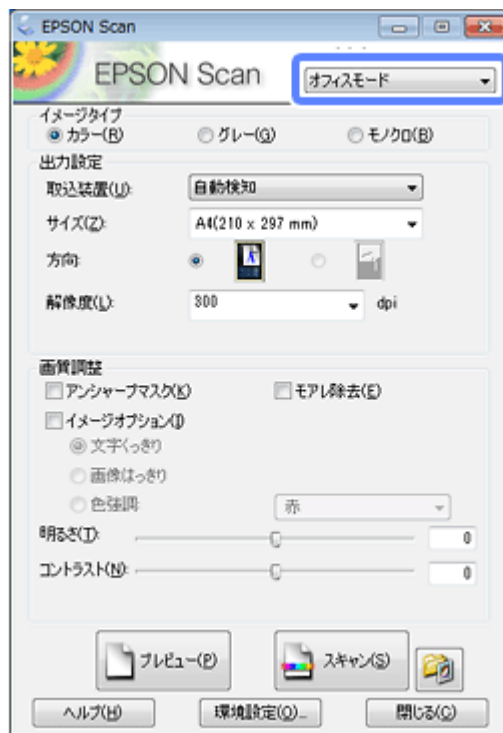 EPSON Scan
EPSON Scan
オフィスモード
イメージタイプ
カラー(R) グレー(G) モノクロ(B)
出力設定
取込装置(U): 自動検知
サイズ(Z): A4(210 x 297 mm)
方向:
解像度(L): 300 dpi
画質調整
アンシャープマスク(K) モアレ除去(E)
イメージオプション(I)
文字くっきり
画像はっきり
色強調: 赤
明るさ(T): 0
コントラスト(N): 0
プレビュー(P) スキャン(S)
ヘルプ(H) 環境設定(O)... 閉じる(C)